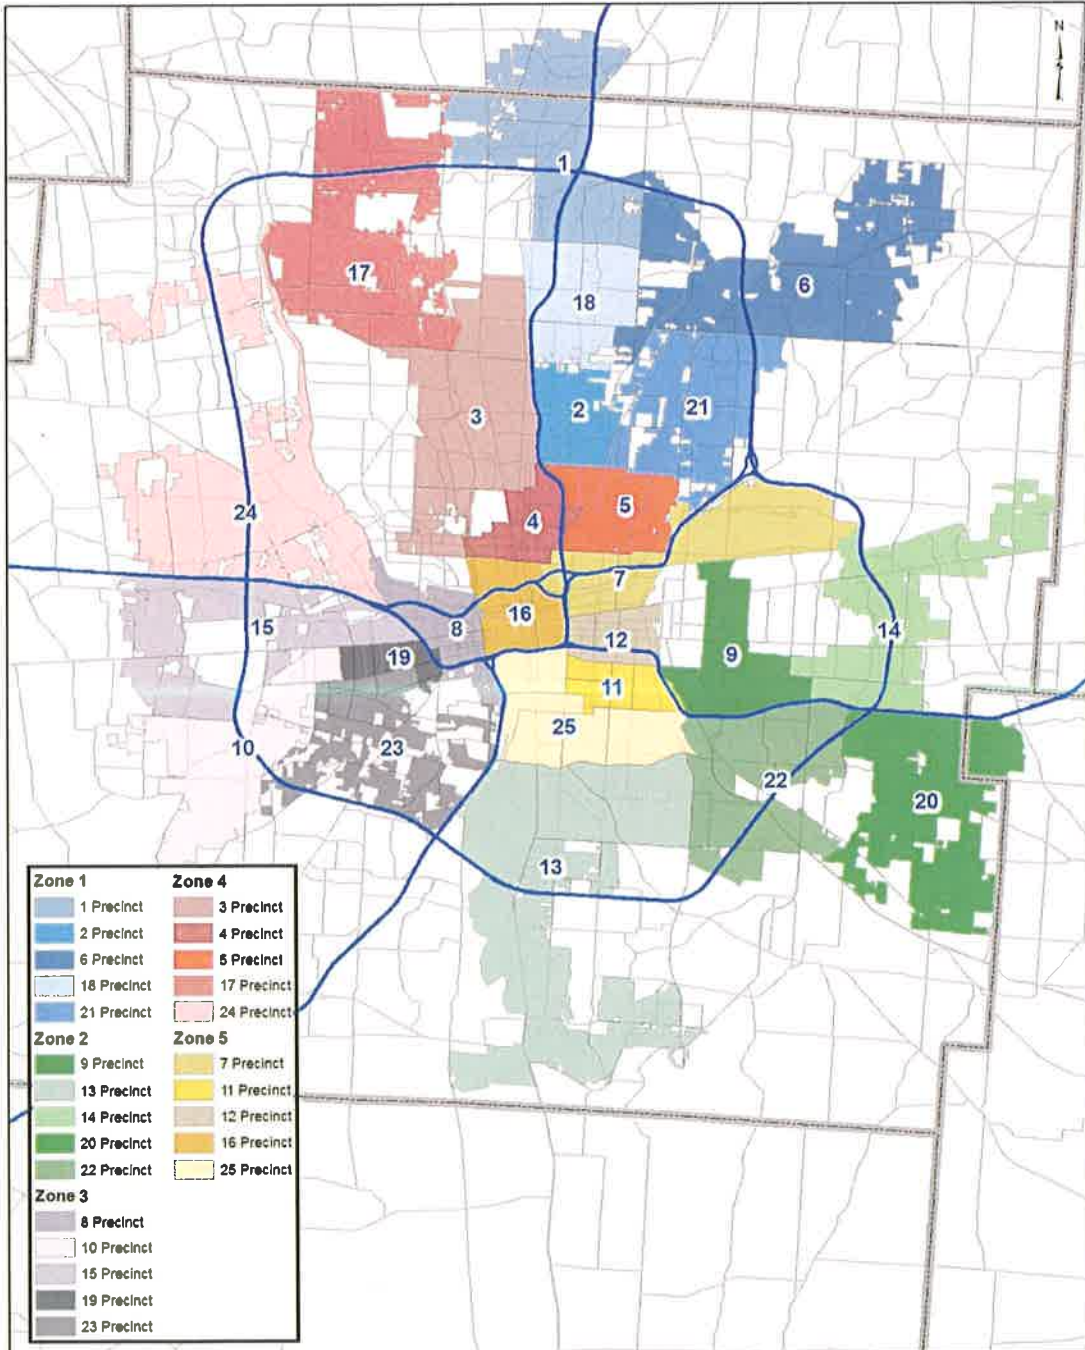 N
1
17
6
18
3
2
21
24
4
5
7
16
15
8
12
14
19
9
11
25
10
23
22
20
13
Zone 1
1 Precinct
2 Precinct
6 Precinct
18 Precinct
21 Precinct
Zone 2
9 Precinct
13 Precinct
14 Precinct
20 Precinct
22 Precinct
Zone 3
8 Precinct
10 Precinct
15 Precinct
19 Precinct
23 Precinct
Zone 4
3 Precinct
4 Precinct
5 Precinct
17 Precinct
24 Precinct
Zone 5
7 Precinct
11 Precinct
12 Precinct
16 Precinct
25 Precinct